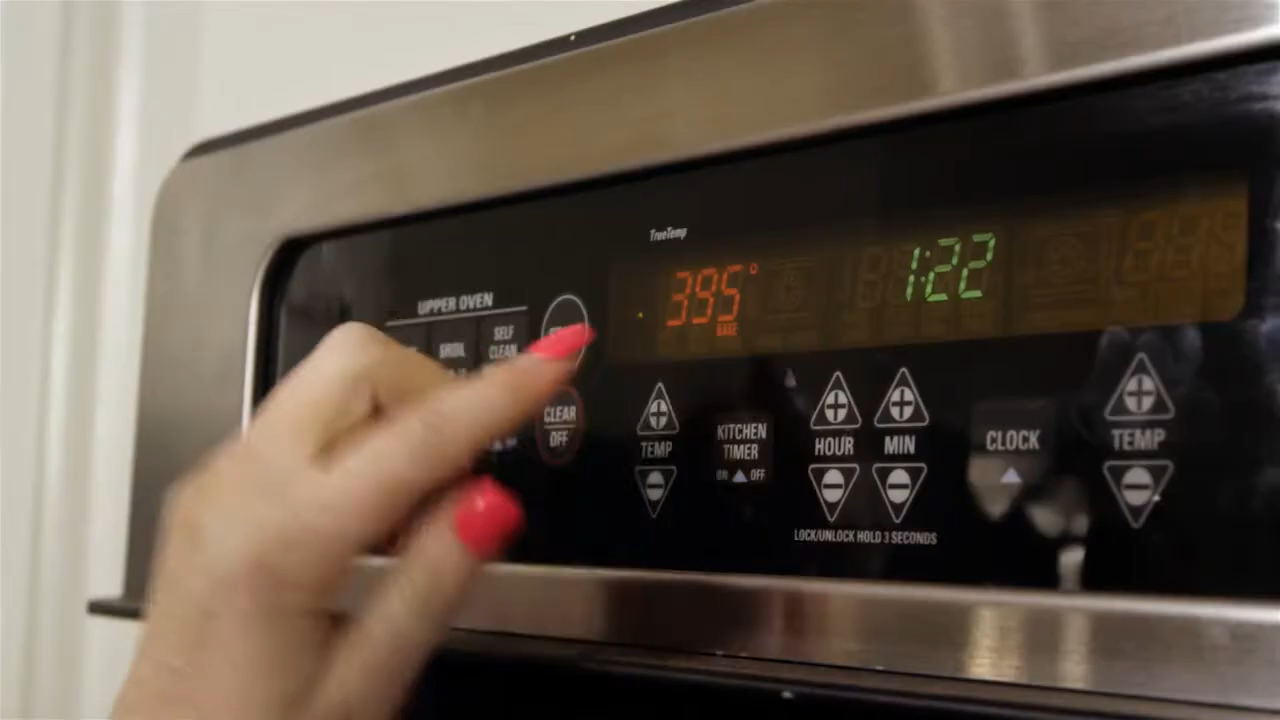 TrueTemp
395°
BAKE
1:22
UPPER OVEN
BROIL
SELF
CLEAN
CLEAR
OFF
TEMP
KITCHEN
TIMER
ON OFF
HOUR
MIN
CLOCK
TEMP
LOCK/UNLOCK HOLD 3 SECONDS